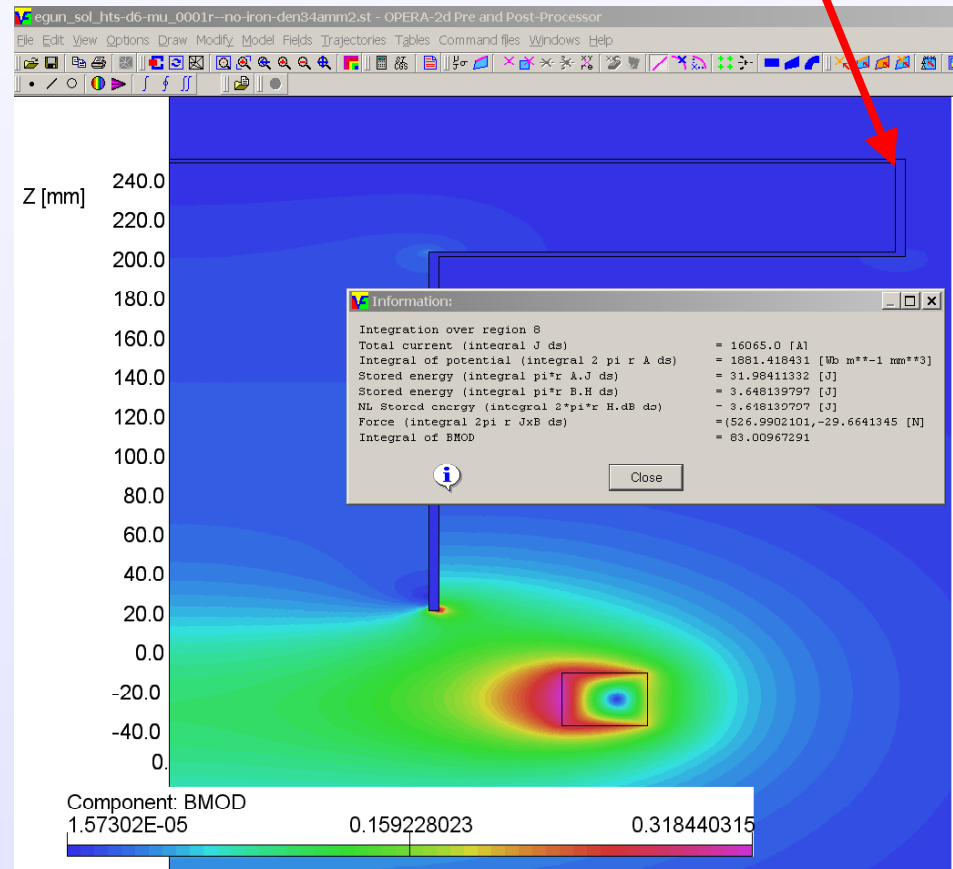 egun_sol_hts-d6-mu_0001r--no-iron-den34amm2.st - OPERA-2d Pre and Post-Processor
File Edit View Options Draw Modify Model Fields Trajectories Tables Command files Windows Help
Z [mm]
240.0
220.0
200.0
180.0
160.0
140.0
120.0
100.0
80.0
60.0
40.0
20.0
0.0
-20.0
-40.0
0.
Information:
Integration over region 8
Total current (integral J ds) = 16065.0 [A]
Integral of potential (integral 2 pi r A ds) = 1881.418431 [Wb m**-1 mm**3]
Stored energy (integral pi*r A.J ds) = 31.98411332 [J]
Stored energy (integral pi*r B.H ds) = 3.648139797 [J]
NL Stored energy (integral 2*pi*r H.dB ds) = 3.648139797 [J]
Force (integral 2pi r JxB ds) =(526.9902101,-29.6641345 [N]
Integral of BMOD = 83.00967291
Close
Component: BMOD
1.57302E-05 0.159228023 0.318440315